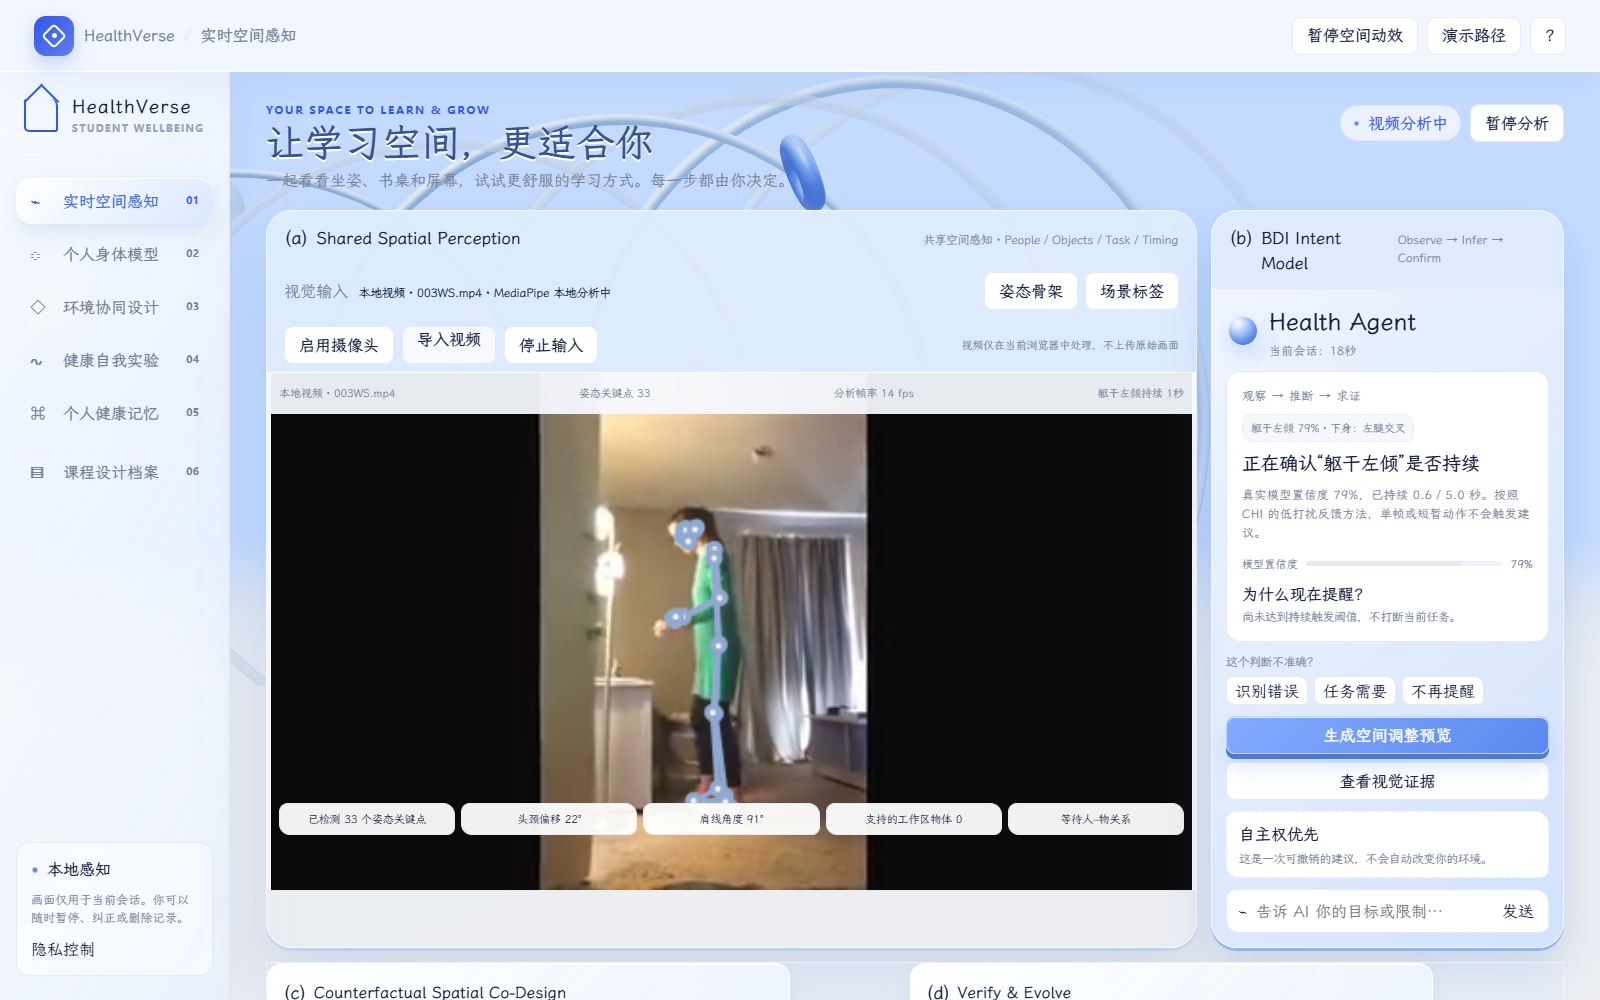 HealthVerse / 实时空间感知
暂停空间动效
演示路径
?
HealthVerse
STUDENT WELLBEING
实时空间感知 01
个人身体模型 02
环境协同设计 03
健康自我实验 04
个人健康记忆 05
课程设计档案 06
本地感知
画面仅用于当前会话。你可以
随时暂停、纠正或删除记录。
隐私控制
YOUR SPACE TO LEARN & GROW
让学习空间，更适合你
一起看看坐姿、书桌和屏幕，试试更舒服的学习方式。每一步都由你决定。
视频分析中
暂停分析
(a) Shared Spatial Perception
共享空间感知 • People / Objects / Task / Timing
视觉输入 本地视频 • 003WS.mp4 • MediaPipe 本地分析中
姿态骨架
场景标签
启用摄像头
导入视频
停止输入
视频仅在当前浏览器中处理，不上传原始画面
本地视频 • 003WS.mp4
姿态关键点 33
分析帧率 14 fps
躯干左倾持续 1秒
已检测 33 个姿态关键点
头颈偏移 22°
肩线角度 91°
支持的工作区物体 0
等待人–物关系
(b) BDI Intent
Model
Observe → Infer →
Confirm
Health Agent
当前会话：18秒
观察 → 推断 → 求证
躯干左倾 79% • 下身：左腿交叉
正在确认“躯干左倾”是否持续
真实模型置信度 79%，已持续 0.6 / 5.0 秒。按照
CHI 的低打扰反馈方法，单帧或短暂动作不会触发建
议。
模型置信度 79%
为什么现在提醒？
尚未达到持续触发阈值，不打断当前任务。
这个判断不准确？
识别错误
任务需要
不再提醒
生成空间调整预览
查看视觉证据
自主权优先
这是一次可撤销的建议，不会自动改变你的环境。
告诉 AI 你的目标或限制…
发送
(c) Counterfactual Spatial Co-Design
(d) Verify & Evolve